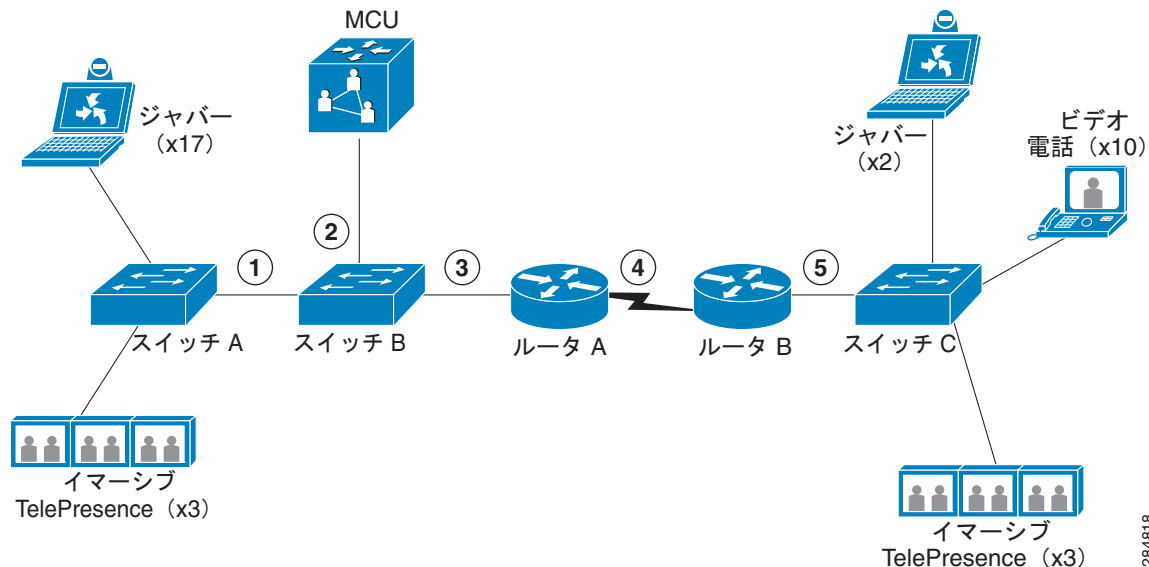 MCU
ジャバー
（x17）
ジャバー
（x2）
ビデオ
電話（x10）
1
2
3
4
5
スイッチ A
スイッチ B
ルータ A
ルータ B
スイッチ C
イマーシブ
TelePresence（x3）
イマーシブ
TelePresence（x3）
284818